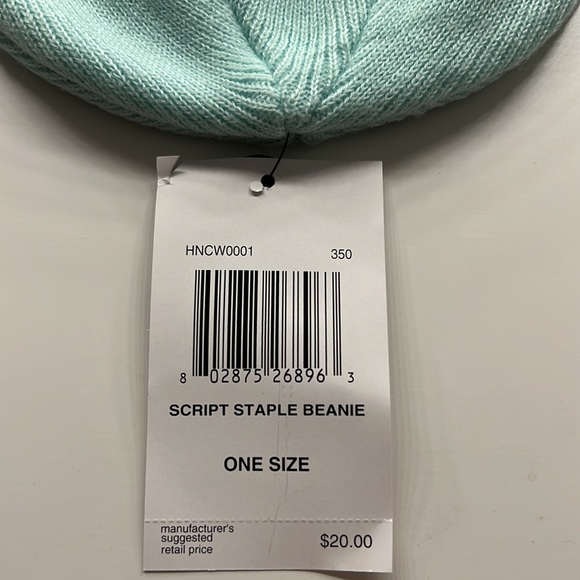 HNCW0001 350
8 02875 26896 3
SCRIPT STAPLE BEANIE
ONE SIZE
manufacturer's
suggested
retail price $20.00